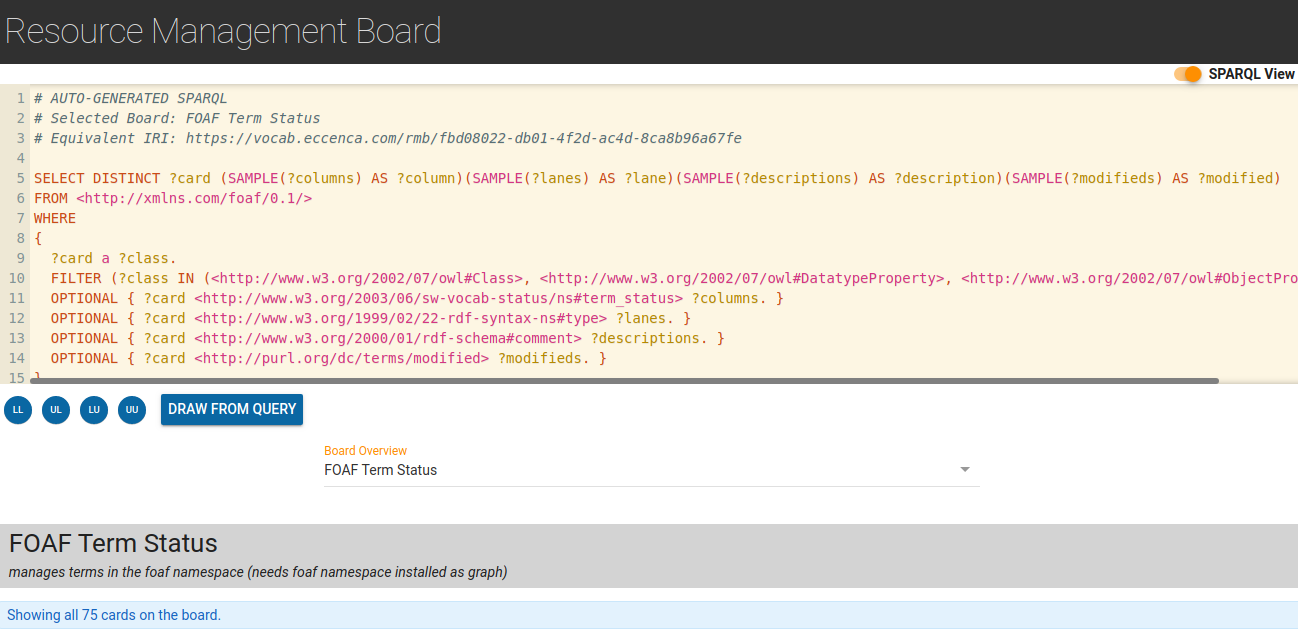 Resource Management Board
SPARQL View
1 # AUTO-GENERATED SPARQL
2 # Selected Board: FOAF Term Status
3 # Equivalent IRI: https://vocab.eccenca.com/rmb/fbd08022-db01-4f2d-ac4d-8ca8b96a67fe
4
5 SELECT DISTINCT ?card (SAMPLE(?columns) AS ?column)(SAMPLE(?lanes) AS ?lane)(SAMPLE(?descriptions) AS ?description)(SAMPLE(?modifieds) AS ?modified)
6 FROM <http://xmlns.com/foaf/0.1/>
7 WHERE
8 {
9 ?card a ?class.
10 FILTER (?class IN (<http://www.w3.org/2002/07/owl#Class>, <http://www.w3.org/2002/07/owl#DatatypeProperty>, <http://www.w3.org/2002/07/owl#ObjectPro
11 OPTIONAL { ?card <http://www.w3.org/2003/06/sw-vocab-status/ns#term_status> ?columns. }
12 OPTIONAL { ?card <http://www.w3.org/1999/02/22-rdf-syntax-ns#type> ?lanes. }
13 OPTIONAL { ?card <http://www.w3.org/2000/01/rdf-schema#comment> ?descriptions. }
14 OPTIONAL { ?card <http://purl.org/dc/terms/modified> ?modifieds. }
15 }
LL UL LU UU DRAW FROM QUERY
Board Overview
FOAF Term Status
FOAF Term Status
manages terms in the foaf namespace (needs foaf namespace installed as graph)
Showing all 75 cards on the board.